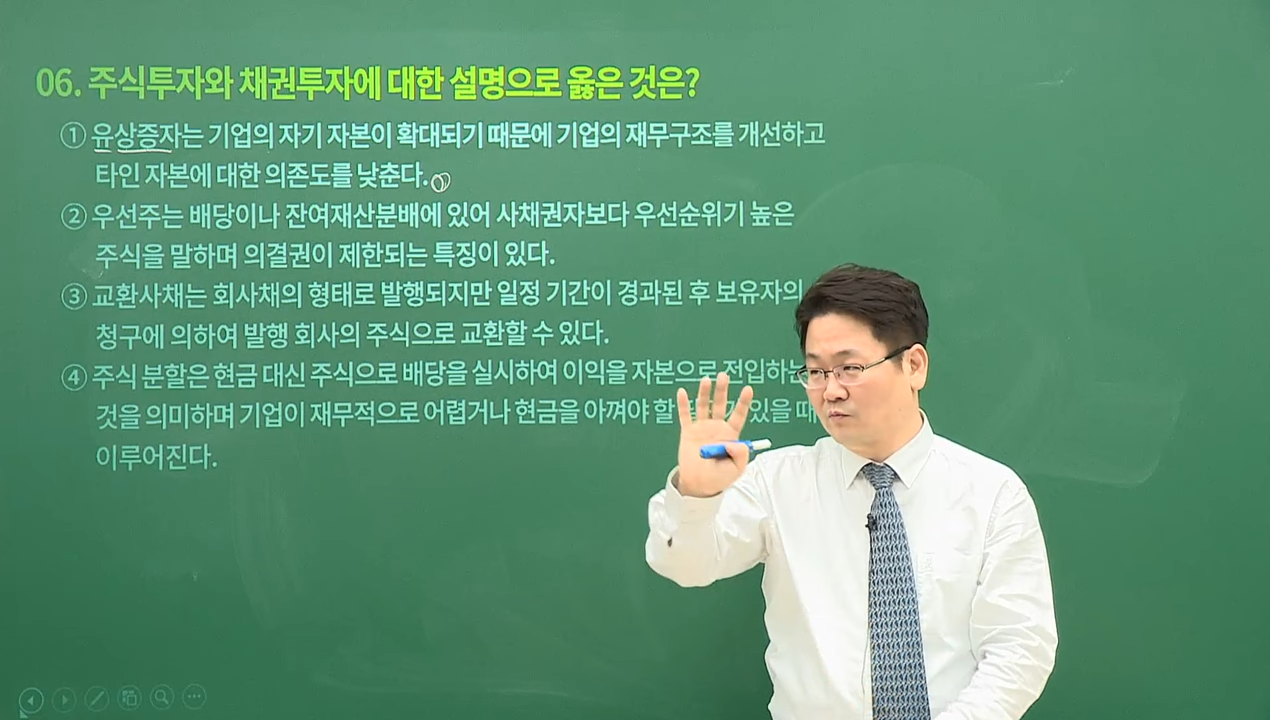 06. 주식투자와 채권투자에 대한 설명으로 옳은 것은?
① 유상증자는 기업의 자기 자본이 확대되기 때문에 기업의 재무구조를 개선하고
타인 자본에 대한 의존도를 낮춘다.
② 우선주는 배당이나 잔여재산분배에 있어 사채권자보다 우선순위가 높은
주식을 말하며 의결권이 제한되는 특징이 있다.
③ 교환사채는 회사채의 형태로 발행되지만 일정 기간이 경과된 후 보유자의
청구에 의하여 발행 회사의 주식으로 교환할 수 있다.
④ 주식 분할은 현금 대신 주식으로 배당을 실시하여 이익을 자본으로 전입하는
것을 의미하며 기업이 재무적으로 어렵거나 현금을 아껴야 할 있을 때
이루어진다.